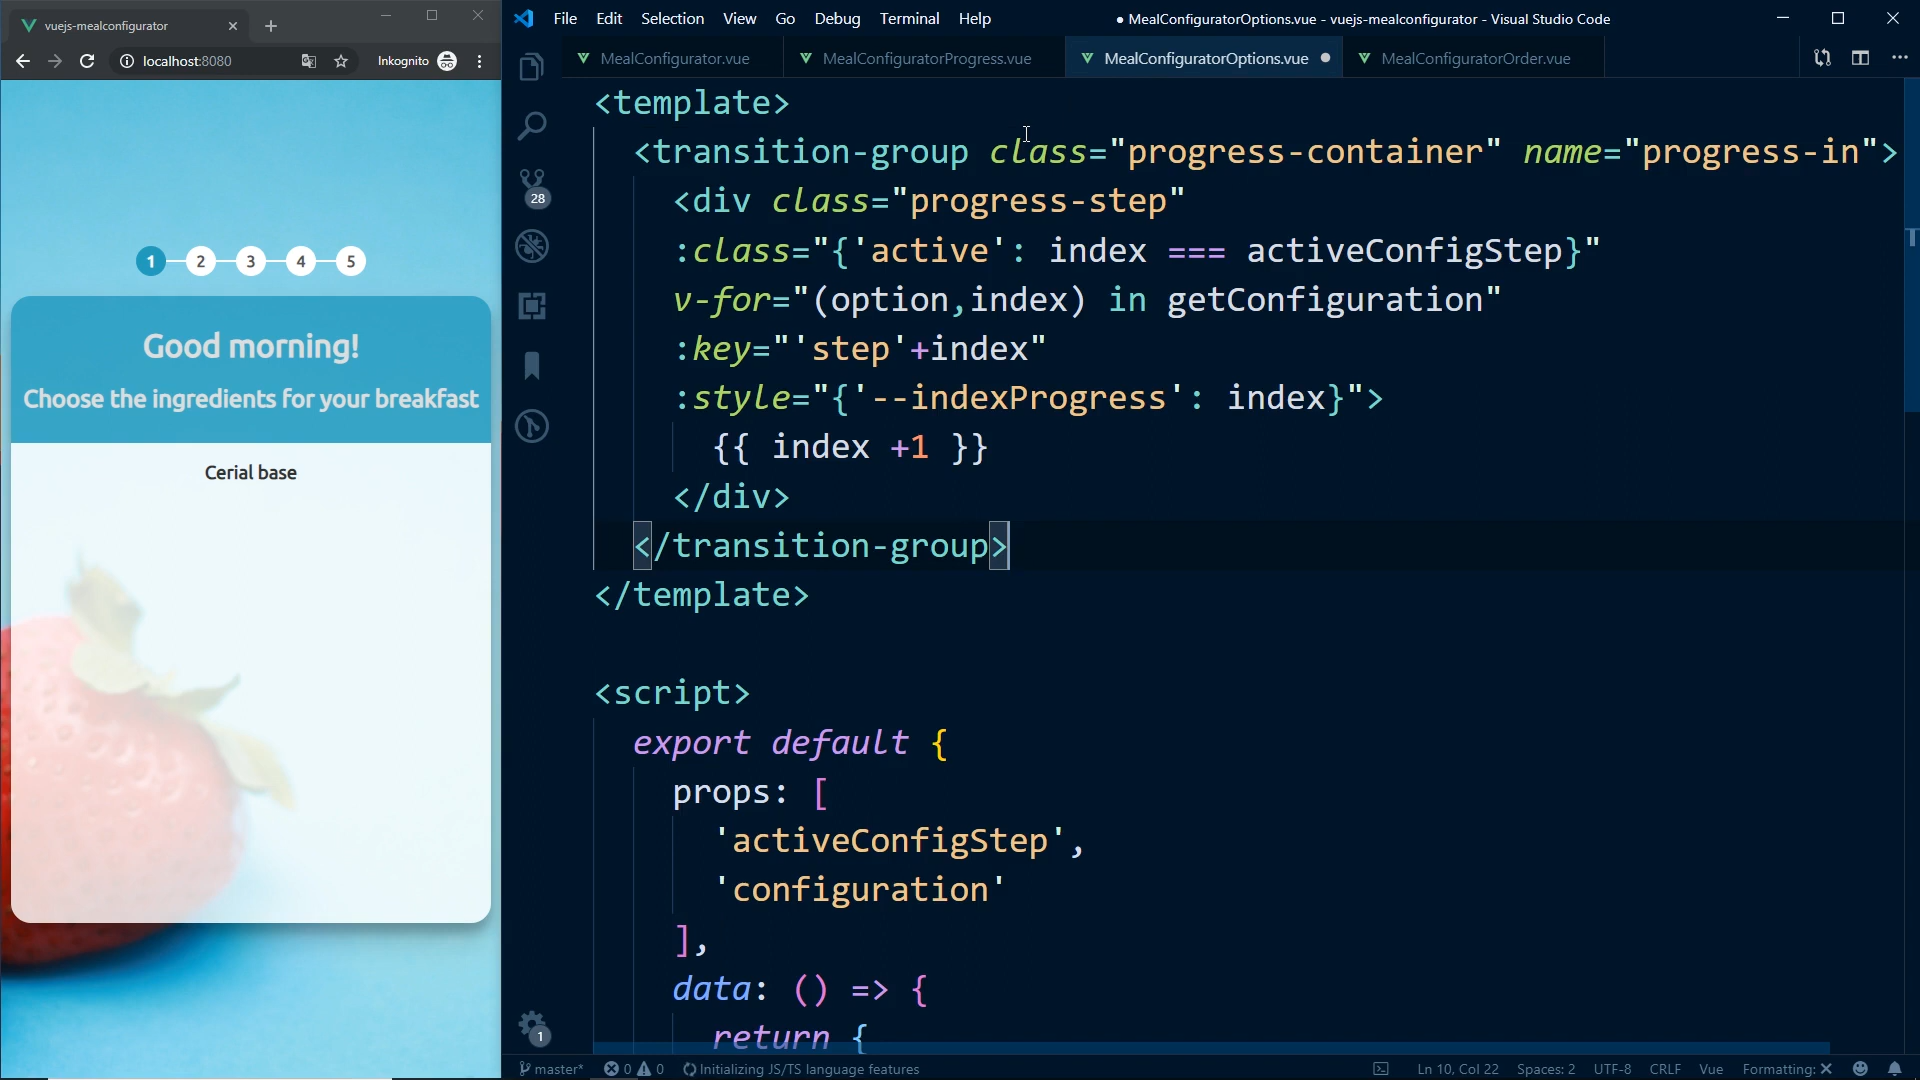 vuejs-mealconfigurator
localhost:8080
Inkognito
1 2 3 4 5
Good morning!
Choose the ingredients for your breakfast
Cerial base
File Edit Selection View Go Debug Terminal Help
● MealConfiguratorOptions.vue - vuejs-mealconfigurator - Visual Studio Code
MealConfigurator.vue MealConfiguratorProgress.vue MealConfiguratorOptions.vue MealConfiguratorOrder.vue
28
1
<template>
<transition-group class="progress-container" name="progress-in">
<div class="progress-step"
:class="{'active': index === activeConfigStep}"
v-for="(option,index) in getConfiguration"
:key="'step'+index"
:style="{'--indexProgress': index}">
{{ index +1 }}
</div>
</transition-group>
</template>
<script>
export default {
props: [
'activeConfigStep',
'configuration'
],
data: () => {
return {
master* 0 0 Initializing JS/TS language features
Ln 10, Col 22 Spaces: 2 UTF-8 CRLF Vue Formatting: ✕